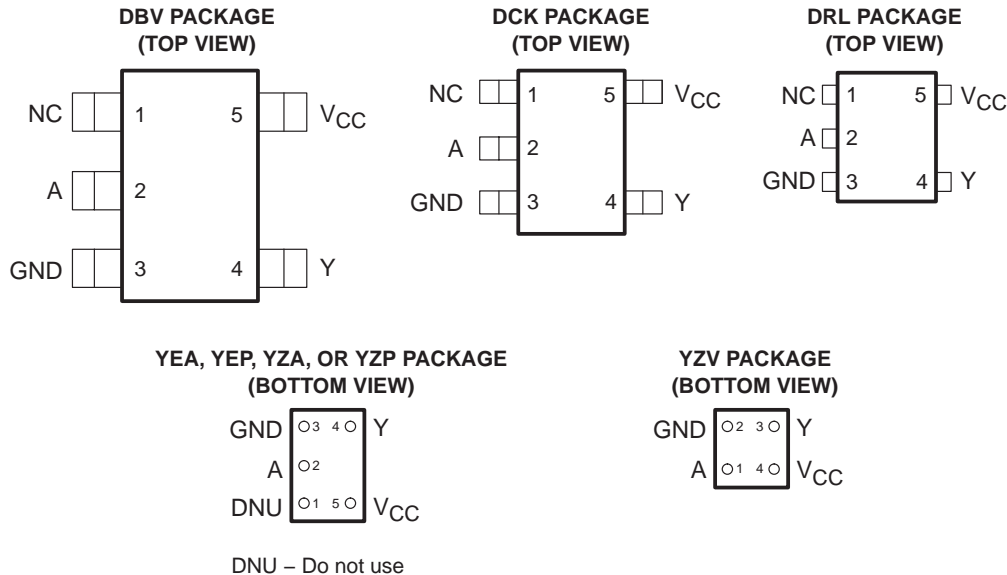 DBV PACKAGE
(TOP VIEW)
NC 1 5 VCC
A 2
GND 3 4 Y
DCK PACKAGE
(TOP VIEW)
NC 1 5 VCC
A 2
GND 3 4 Y
DRL PACKAGE
(TOP VIEW)
NC 1 5 VCC
A 2
GND 3 4 Y
YEA, YEP, YZA, OR YZP PACKAGE
(BOTTOM VIEW)
GND 3 4 Y
A 2
DNU 1 5 VCC
DNU – Do not use
YZV PACKAGE
(BOTTOM VIEW)
GND 2 3 Y
A 1 4 VCC